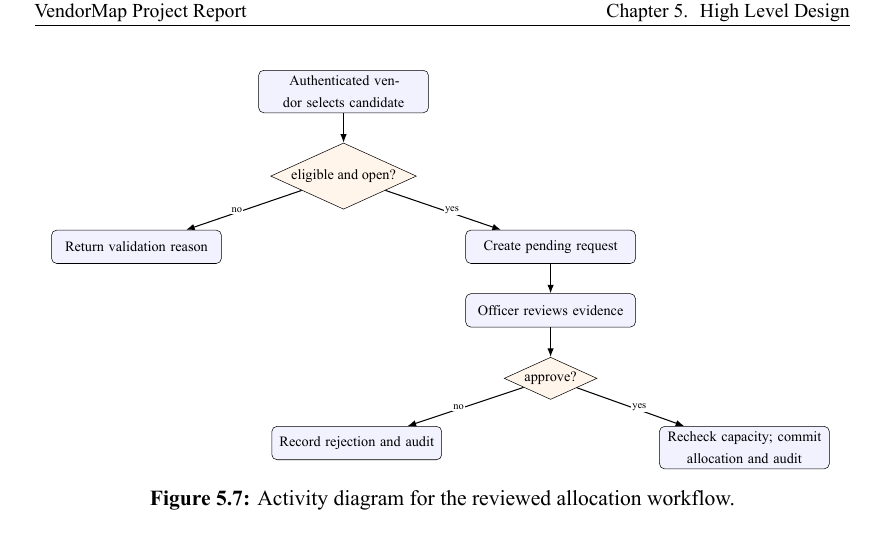 VendorMap Project Report
Chapter 5. High Level Design
Authenticated ven-
dor selects candidate
eligible and open?
no
yes
Return validation reason
Create pending request
Officer reviews evidence
approve?
no
yes
Record rejection and audit
Recheck capacity; commit
allocation and audit
Figure 5.7: Activity diagram for the reviewed allocation workflow.